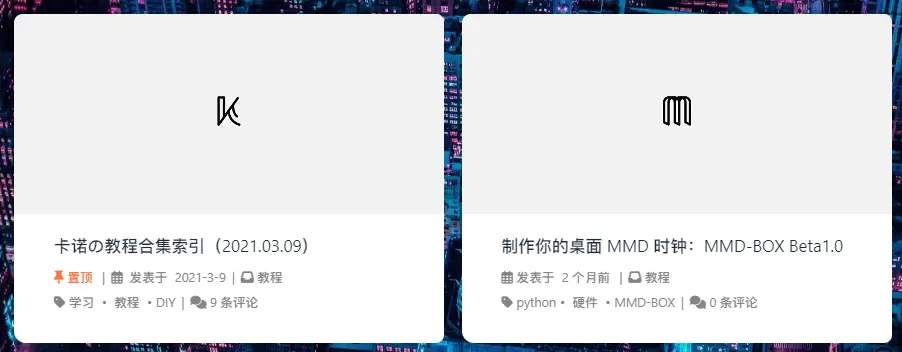 K
卡诺の教程合集索引（2021.03.09）
置顶 | 发表于 2021-3-9 | 教程
学习 • 教程 • DIY | 9 条评论
m
制作你的桌面 MMD 时钟：MMD-BOX Beta1.0
发表于 2 个月前 | 教程
python • 硬件 • MMD-BOX | 0 条评论